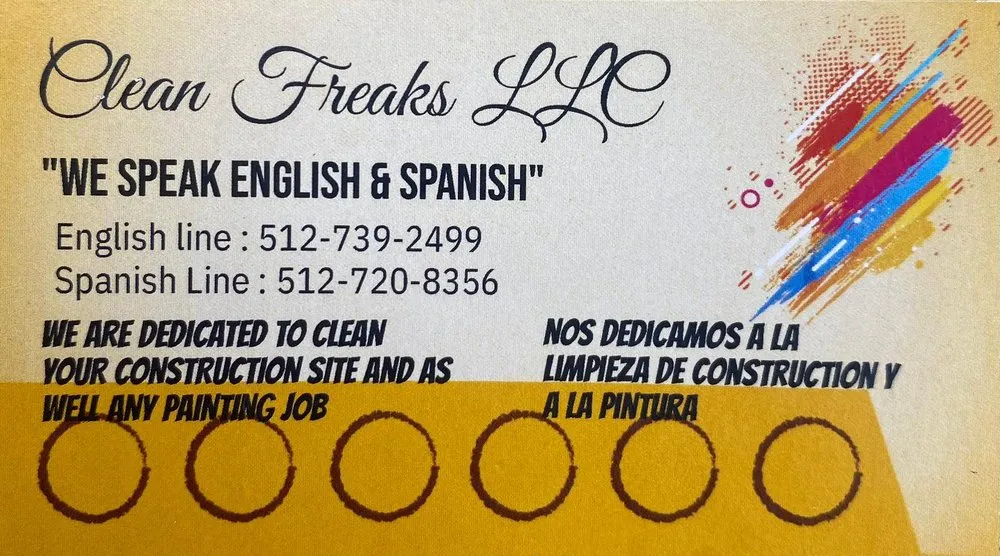 Clean Freaks LLC
"WE SPEAK ENGLISH & SPANISH"
English line : 512-739-2499
Spanish Line : 512-720-8356
WE ARE DEDICATED TO CLEAN
YOUR CONSTRUCTION SITE AND AS
WELL ANY PAINTING JOB
NOS DEDICAMOS A LA
LIMPIEZA DE CONSTRUCTION Y
A LA PINTURA